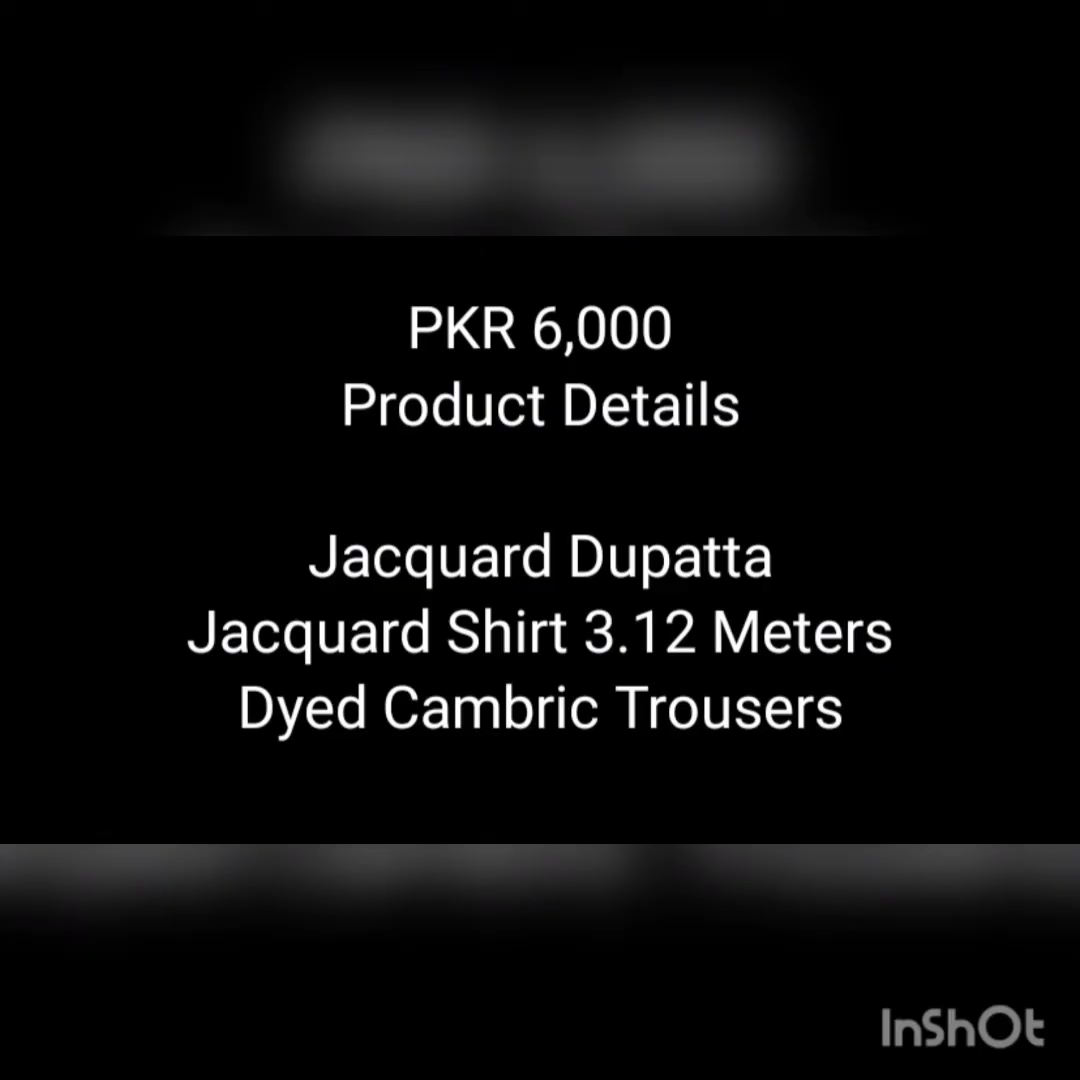 PKR 6,000
Product Details
Jacquard Dupatta
Jacquard Shirt 3.12 Meters
Dyed Cambric Trousers
InShOt